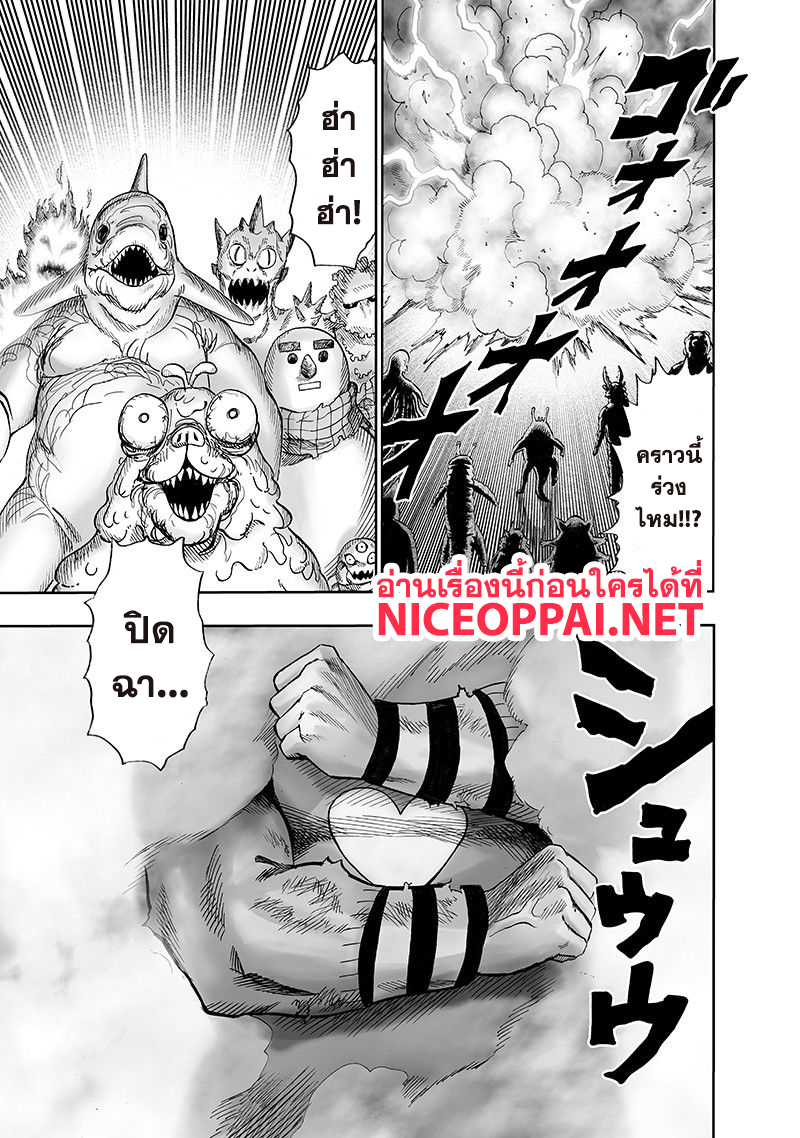 ゴオオオオ
คราวนี้
ร่วง
ไหม!!?
ฮ่า
ฮ่า
ฮ่า!
อ่านเรื่องนี้ก่อนใครได้ที่
NICEOPPAI.NET
ปิด
ฉา...
シュウウ